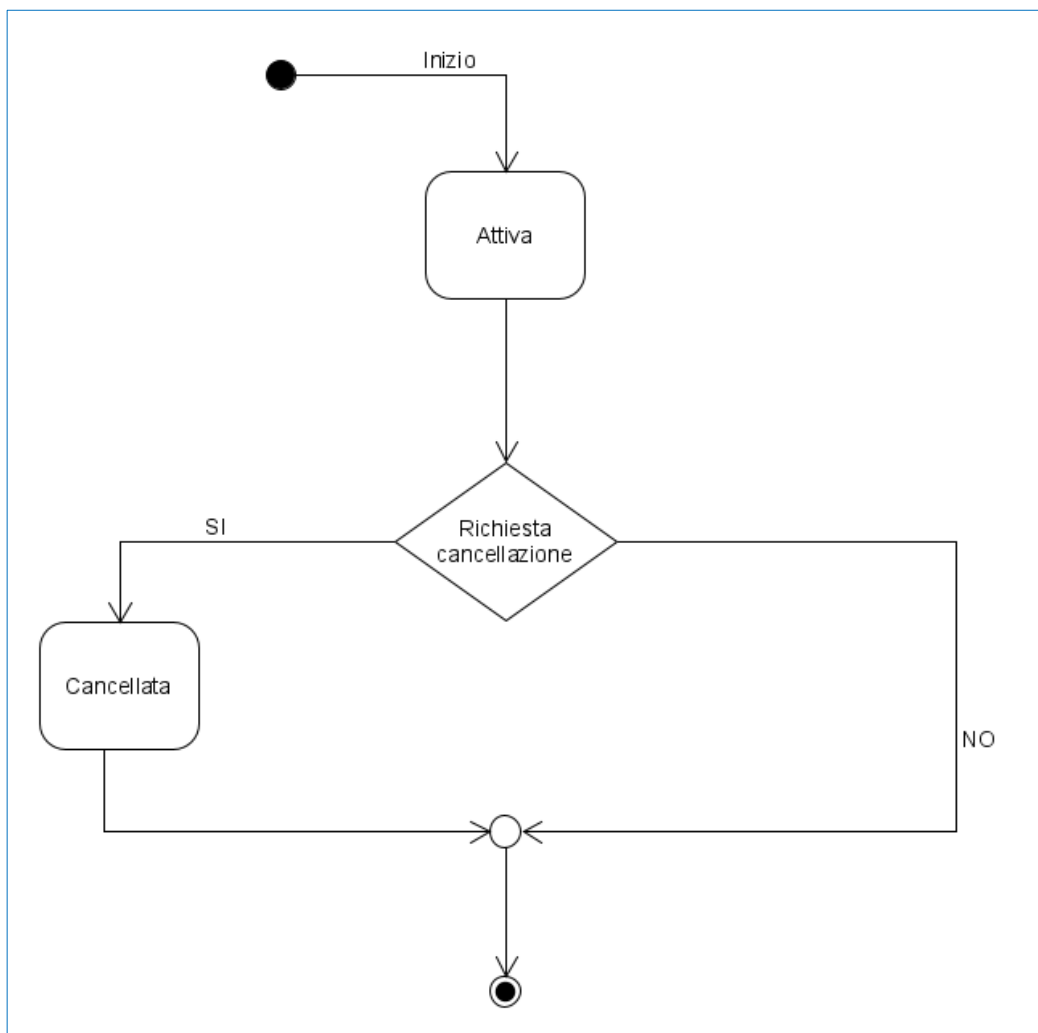 Inizio
Attiva
Richiesta
cancellazione
SI
Cancellata
NO